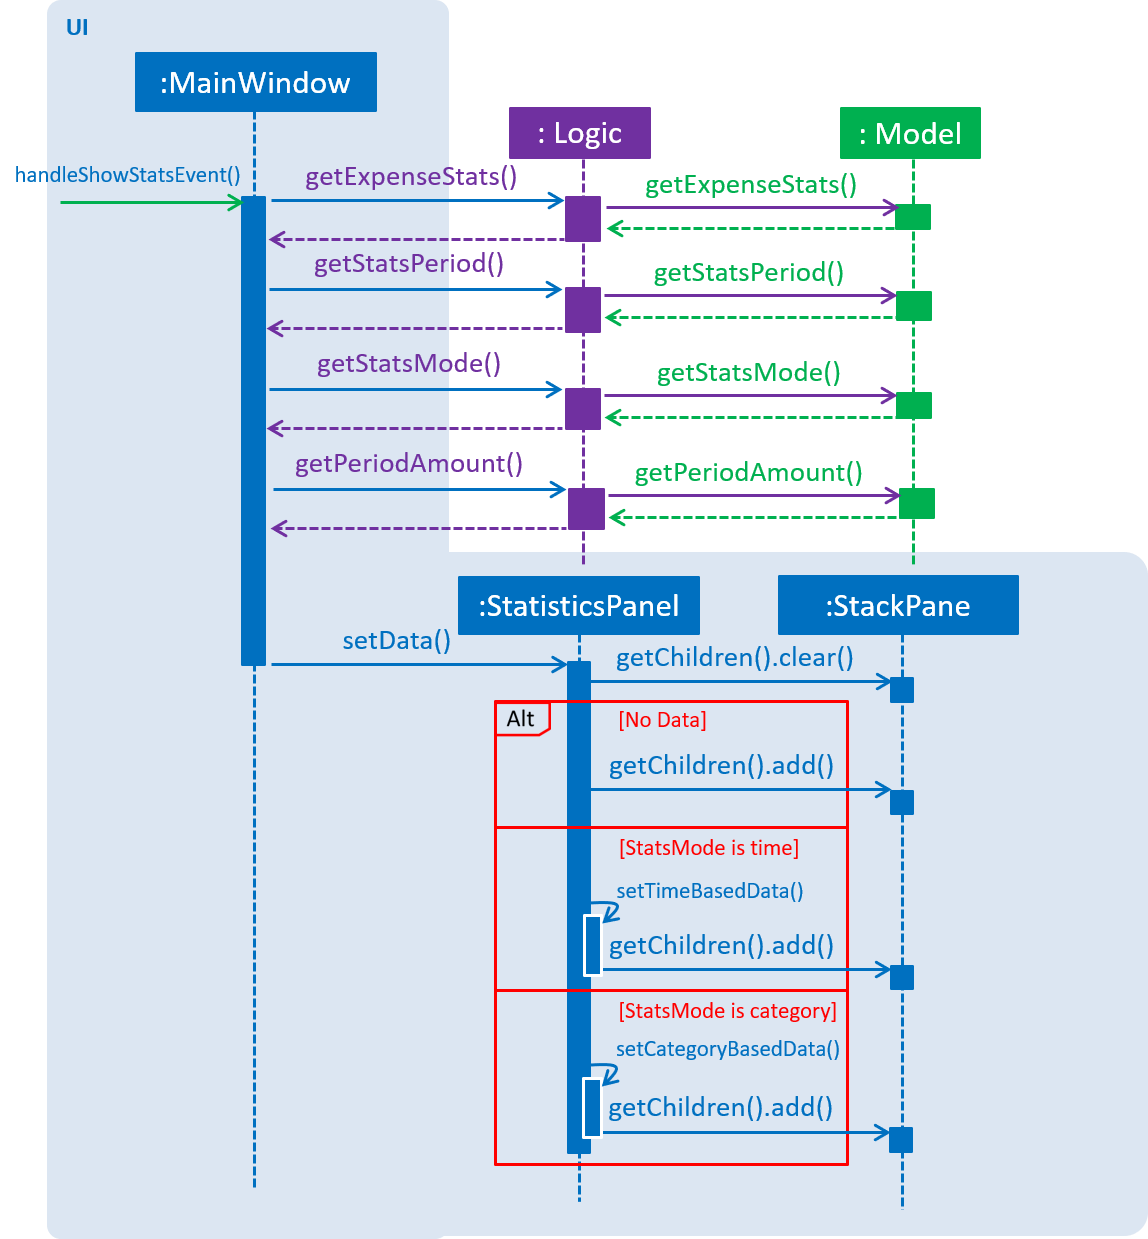 UI
:MainWindow
: Logic
: Model
handleShowStatsEvent()
getExpenseStats()
getExpenseStats()
getStatsPeriod()
getStatsPeriod()
getStatsMode()
getStatsMode()
getPeriodAmount()
getPeriodAmount()
:StatisticsPanel
:StackPane
setData()
getChildren().clear()
Alt
[No Data]
getChildren().add()
[StatsMode is time]
setTimeBasedData()
getChildren().add()
[StatsMode is category]
setCategoryBasedData()
getChildren().add()